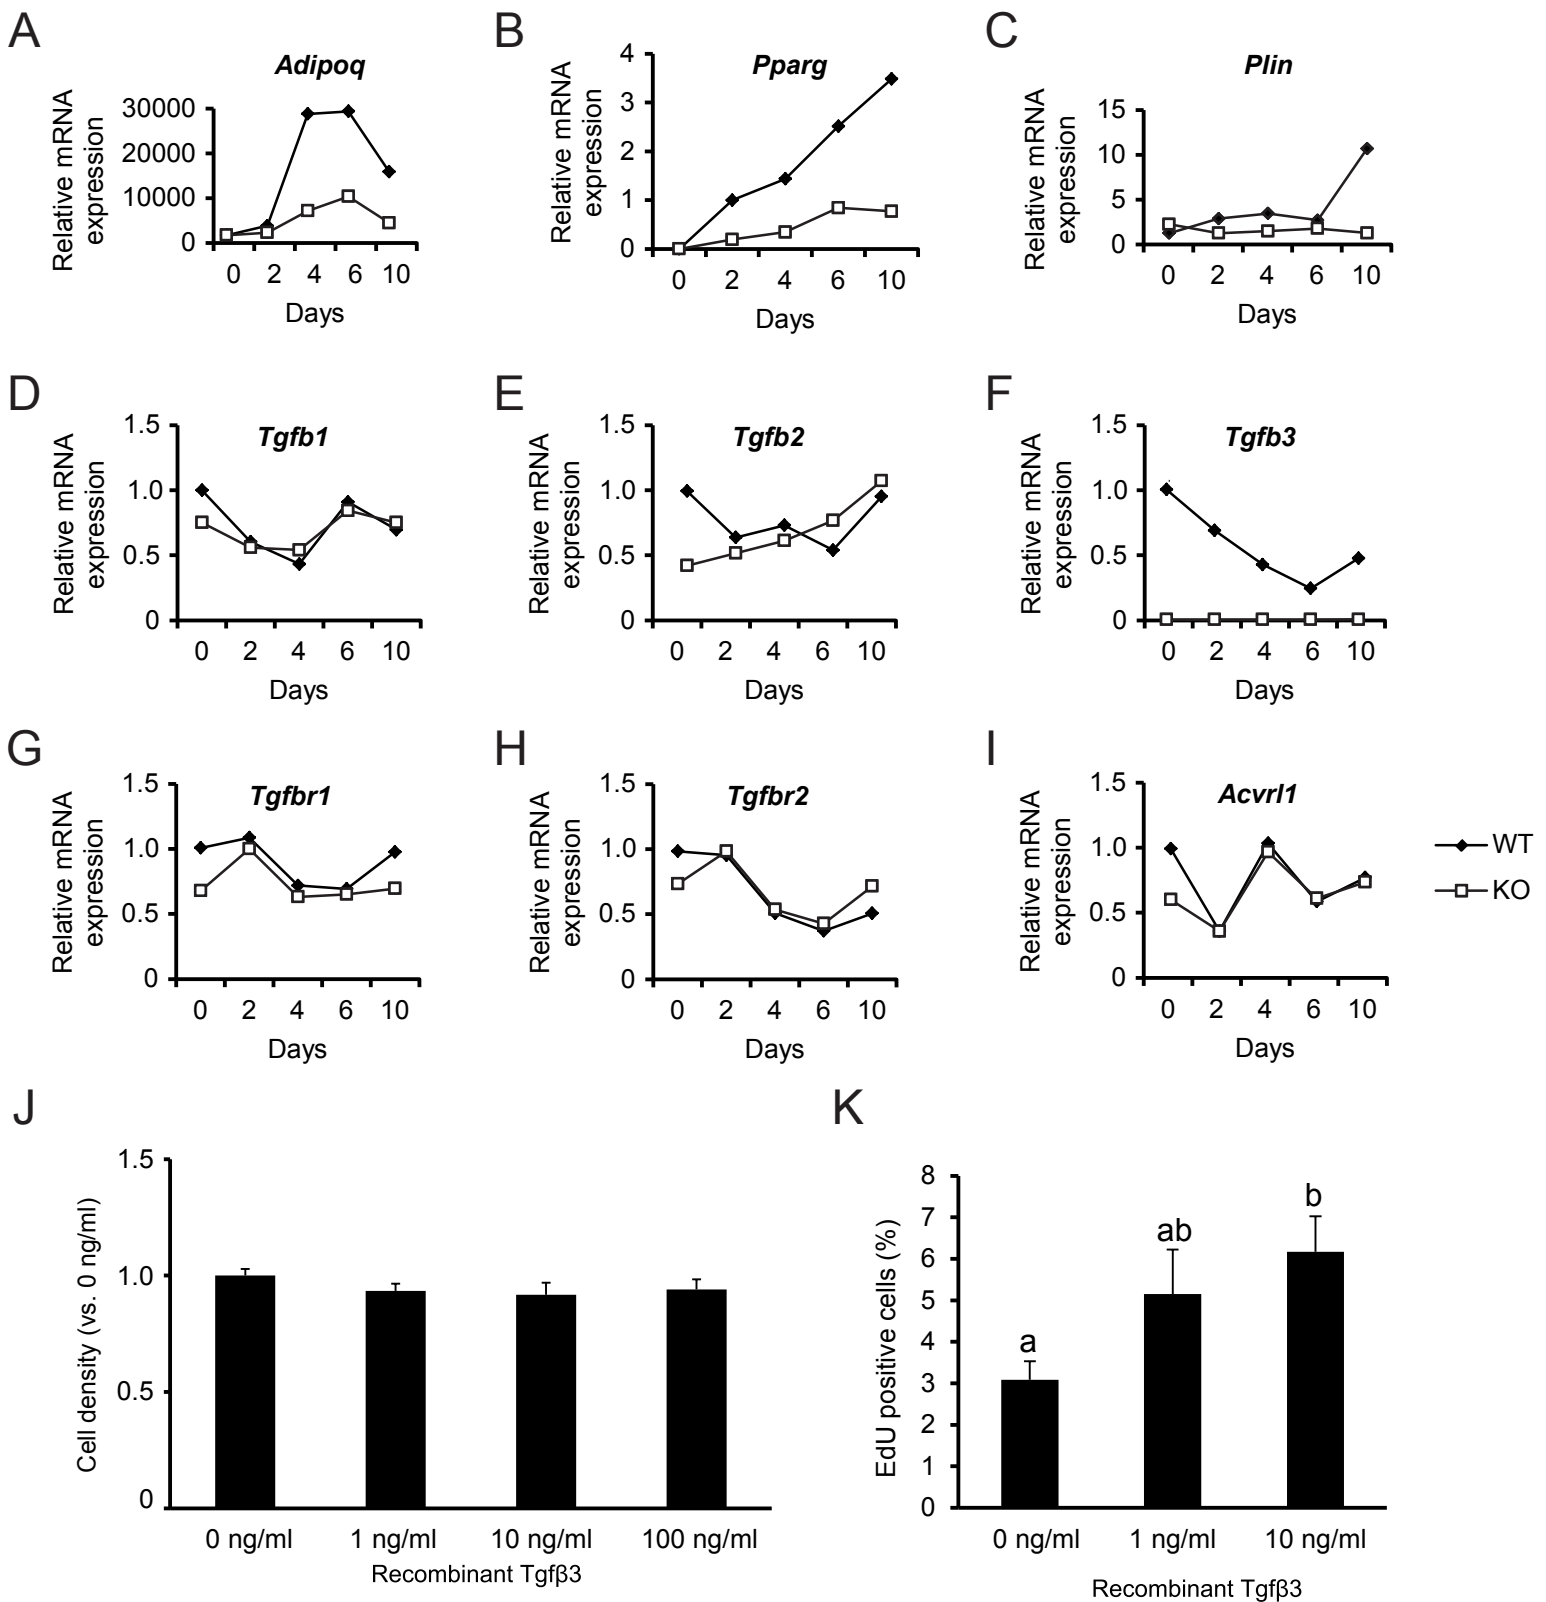 A
Adipoq
Relative mRNA
expression
30000
20000
10000
0
0 2 4 6 10
Days
B
Pparg
Relative mRNA
expression
4
3
2
1
0
0 2 4 6 10
Days
C
Plin
Relative mRNA
expression
15
10
5
0
0 2 4 6 10
Days
D
Tgfb1
Relative mRNA
expression
1.5
1.0
0.5
0
0 2 4 6 10
Days
E
Tgfb2
Relative mRNA
expression
1.5
1.0
0.5
0
0 2 4 6 10
Days
F
Tgfb3
Relative mRNA
expression
1.5
1.0
0.5
0
0 2 4 6 10
Days
G
Tgfbr1
Relative mRNA
expression
1.5
1.0
0.5
0
0 2 4 6 10
Days
H
Tgfbr2
Relative mRNA
expression
1.5
1.0
0.5
0
0 2 4 6 10
Days
I
Acvrl1
Relative mRNA
expression
1.5
1.0
0.5
0
0 2 4 6 10
Days
WT
KO
J
Cell density (vs. 0 ng/ml)
1.5
1.0
0.5
0
0 ng/ml 1 ng/ml 10 ng/ml 100 ng/ml
Recombinant Tgfβ3
K
EdU positive cells (%)
8
7
6
5
4
3
2
1
0
a
ab
b
0 ng/ml 1 ng/ml 10 ng/ml
Recombinant Tgfβ3